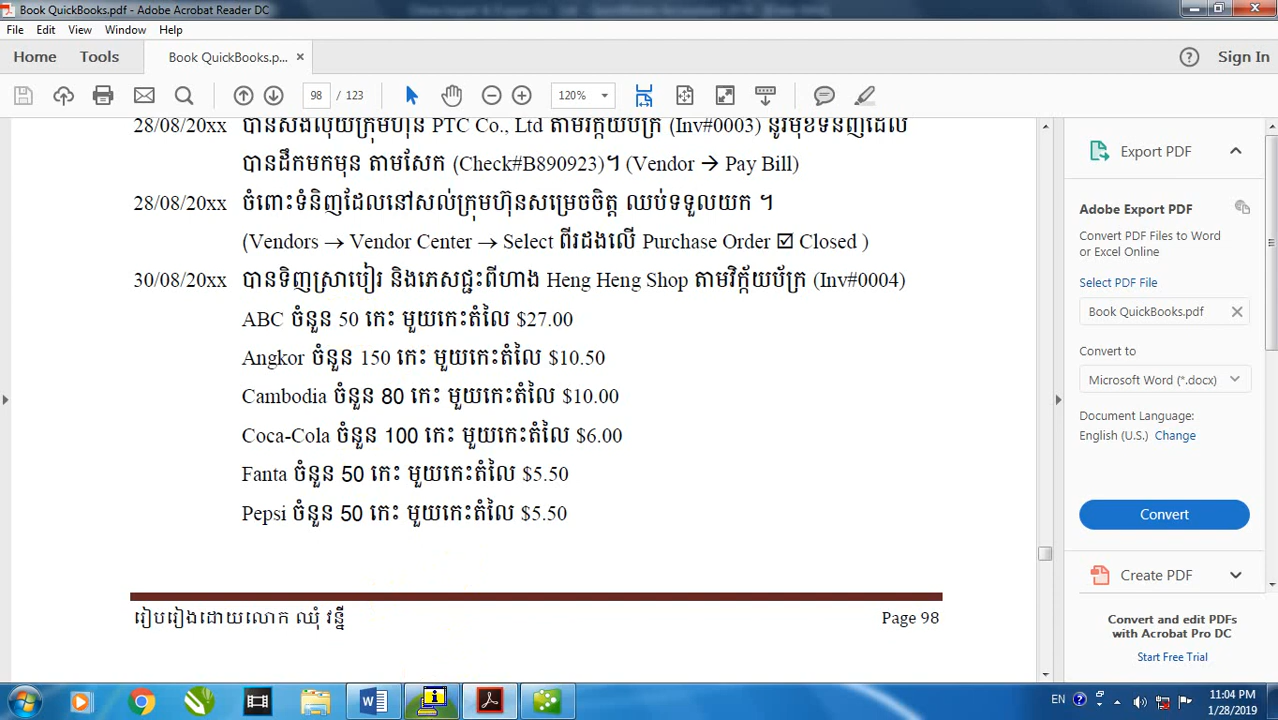 Book QuickBooks.pdf - Adobe Acrobat Reader DC
File Edit View Window Help
Home Tools Book QuickBooks.p... Sign In
98 / 123 120%
28/08/20xx បានសងលុយក្រុមហ៊ុន PTC Co., Ltd តាមវិក្ក័យប័ត្រ (Inv#0003) នូវមុខទំនិញដែល
បានដឹកមកមុន តាមសែក (Check#B890923)។ (Vendor → Pay Bill)
28/08/20xx ចំពោះទំនិញដែលនៅសល់ក្រុមហ៊ុនសម្រេចចិត្ត ឈប់ទទួលយក ។
(Vendors → Vendor Center → Select ពីរដងលើ Purchase Order ☑ Closed )
30/08/20xx បានទិញស្រាបៀរ និងភេសជ្ជះពីហាង Heng Heng Shop តាមវិក្ក័យប័ត្រ (Inv#0004)
ABC ចំនួន 50 កេះ មួយកេះតំលៃ $27.00
Angkor ចំនួន 150 កេះ មួយកេះតំលៃ $10.50
Cambodia ចំនួន 80 កេះ មួយកេះតំលៃ $10.00
Coca-Cola ចំនួន 100 កេះ មួយកេះតំលៃ $6.00
Fanta ចំនួន 50 កេះ មួយកេះតំលៃ $5.50
Pepsi ចំនួន 50 កេះ មួយកេះតំលៃ $5.50
រៀបរៀងដោយលោក ឈុំ វន្នី Page 98
Export PDF
Adobe Export PDF
Convert PDF Files to Word
or Excel Online
Select PDF File
Book QuickBooks.pdf
Convert to
Microsoft Word (*.docx)
Document Language:
English (U.S.) Change
Convert
Create PDF
Convert and edit PDFs
with Acrobat Pro DC
Start Free Trial
EN 11:04 PM
1/28/2019